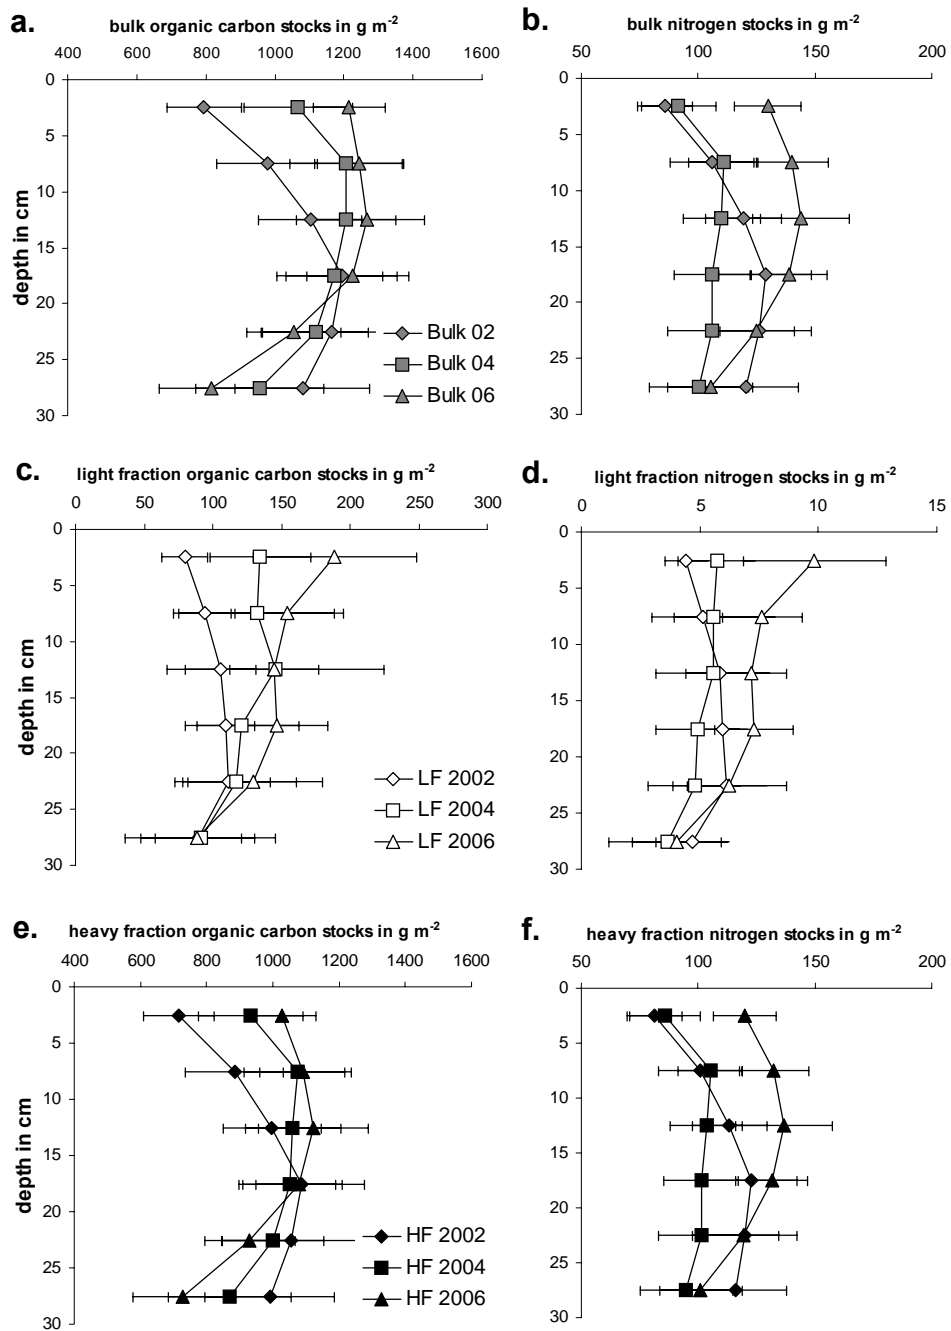 a.
bulk organic carbon stocks in g m-2
400 600 800 1000 1200 1400 1600
0
5
10
15
20
25
30
depth in cm
Bulk 02
Bulk 04
Bulk 06
b.
bulk nitrogen stocks in g m-2
50 100 150 200
0
5
10
15
20
25
30
c.
light fraction organic carbon stocks in g m-2
0 50 100 150 200 250 300
0
5
10
15
20
25
30
depth in cm
LF 2002
LF 2004
LF 2006
d.
light fraction nitrogen stocks in g m-2
0 5 10 15
0
5
10
15
20
25
30
e.
heavy fraction organic carbon stocks in g m-2
400 600 800 1000 1200 1400 1600
0
5
10
15
20
25
30
depth in cm
HF 2002
HF 2004
HF 2006
f.
heavy fraction nitrogen stocks in g m-2
50 100 150 200
0
5
10
15
20
25
30